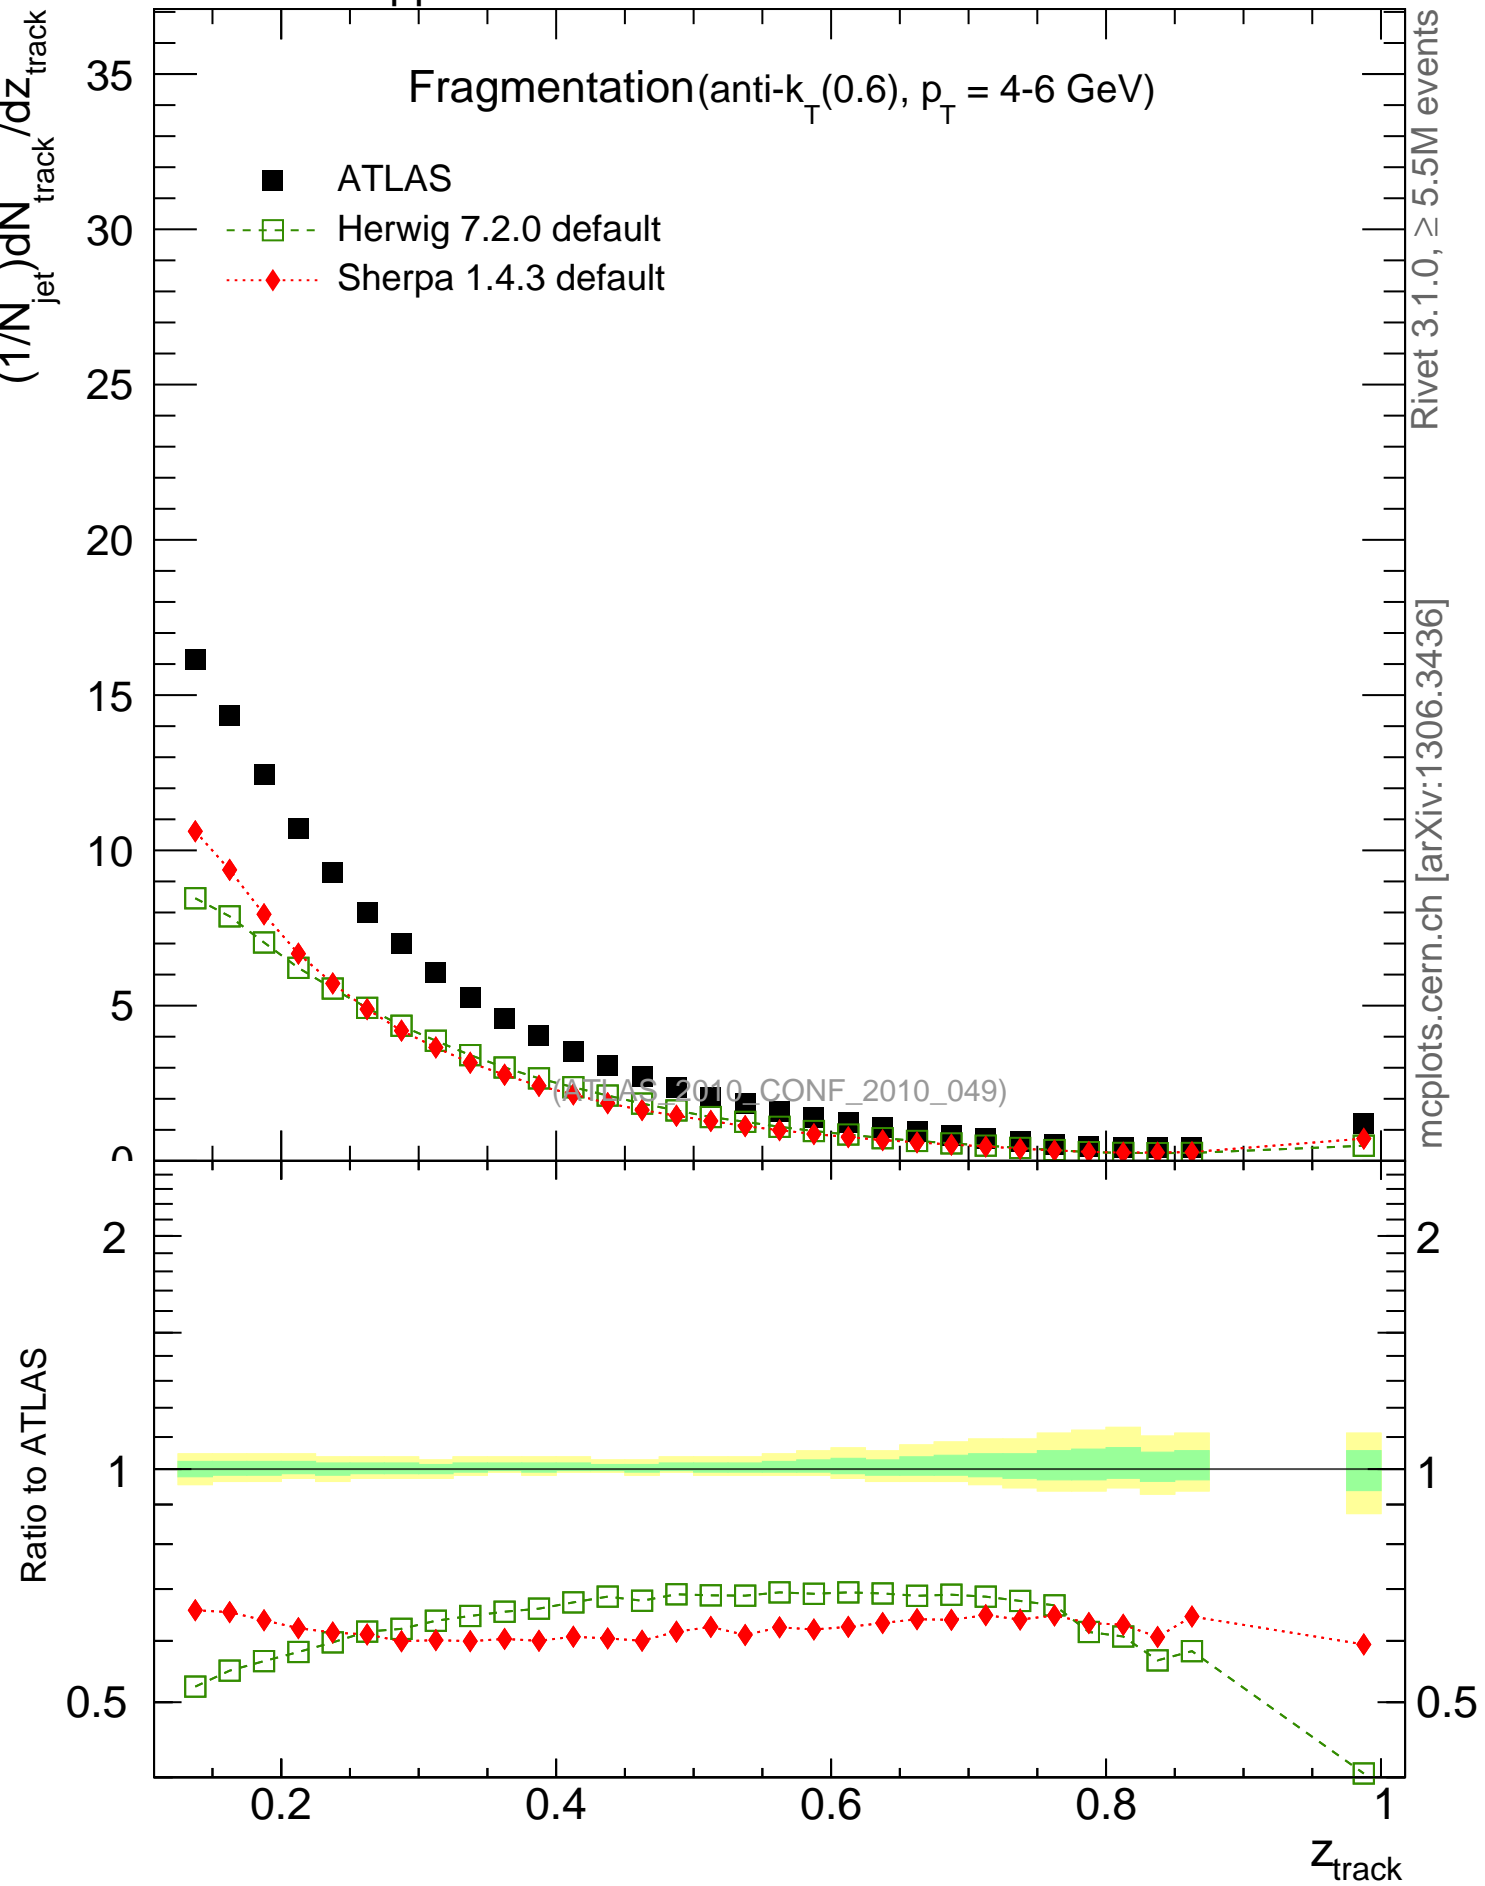 Fragmentation (anti-k_T(0.6), p_T = 4-6 GeV)
(1/N_jet)dN_track/dz_track
ATLAS
Herwig 7.2.0 default
Sherpa 1.4.3 default
35
30
25
20
15
10
5
0
(ATLAS_2010_CONF_2010_049)
Rivet 3.1.0, ≥ 5.5M events
mcplots.cern.ch [arXiv:1306.3436]
Ratio to ATLAS
2
1
0.5
2
1
0.5
0.2 0.4 0.6 0.8 1
z_track